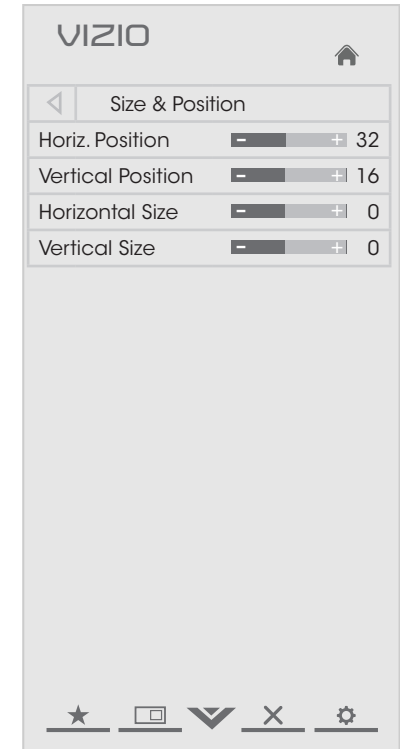 VIZIO
Size & Position
Horiz. Position - + 32
Vertical Position - + 16
Horizontal Size - + 0
Vertical Size - + 0